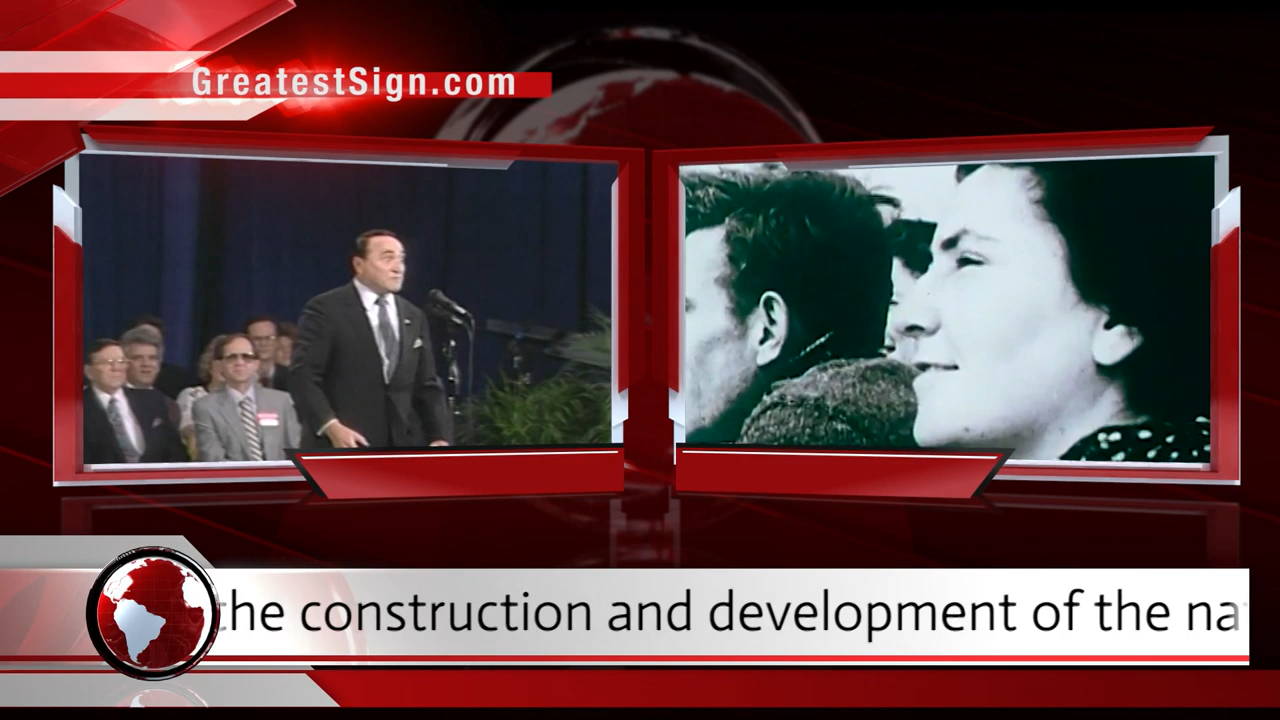 GreatestSign.com
the construction and development of the na